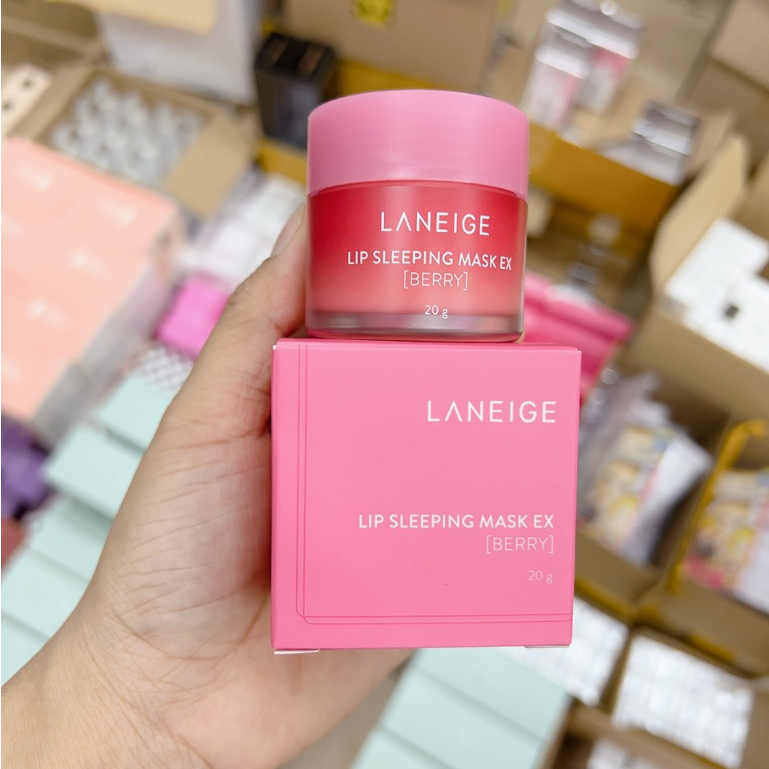 LANEIGE
LIP SLEEPING MASK EX
[BERRY]
20 g
LANEIGE
LIP SLEEPING MASK EX
[BERRY]
20 g